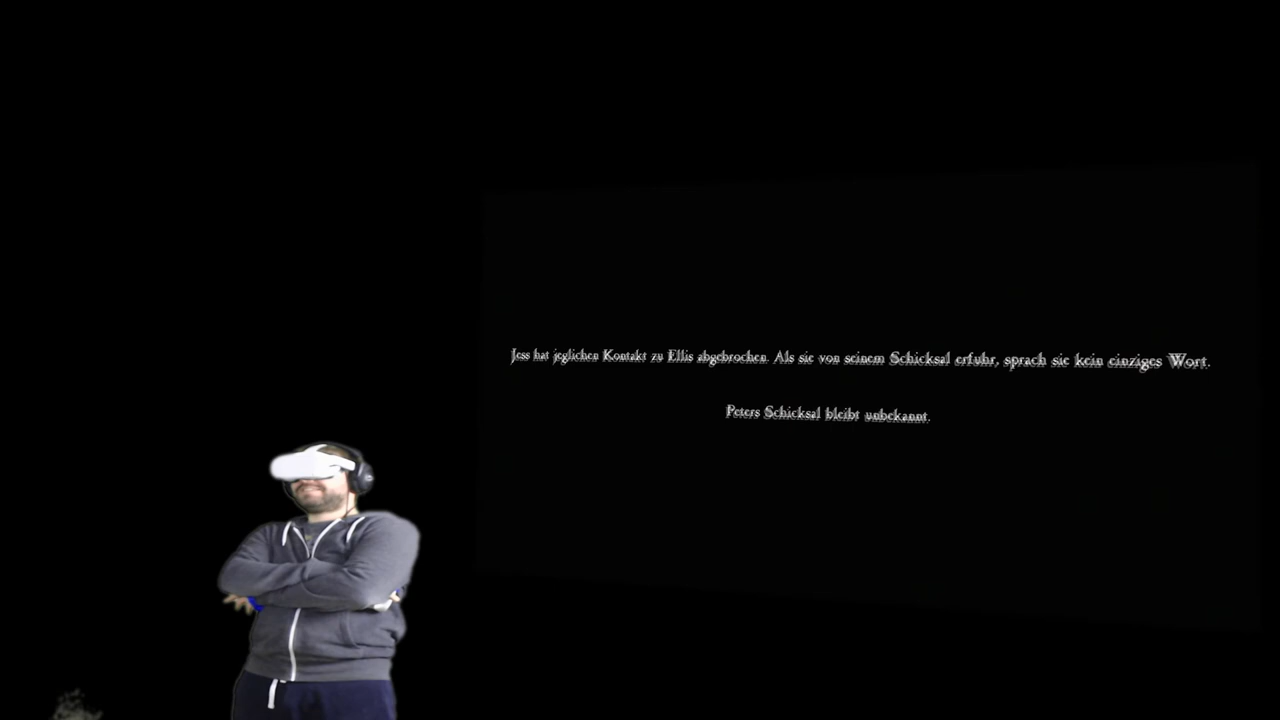 Jess hat jeglichen Kontakt zu Ellis abgebrochen. Als sie von seinem Schicksal erfuhr, sprach sie kein einziges Wort.
Peters Schicksal bleibt unbekannt.